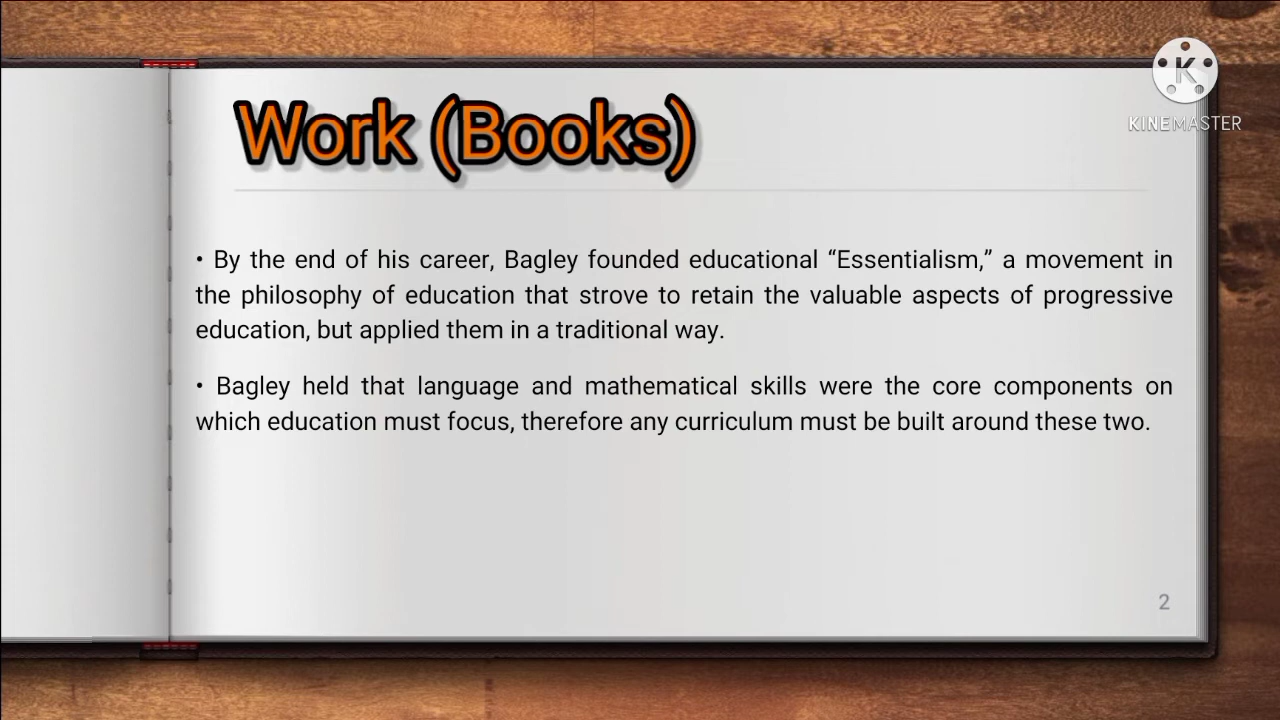 Work (Books)
K
KINEMASTER
• By the end of his career, Bagley founded educational “Essentialism,” a movement in
the philosophy of education that strove to retain the valuable aspects of progressive
education, but applied them in a traditional way.
• Bagley held that language and mathematical skills were the core components on
which education must focus, therefore any curriculum must be built around these two.
2